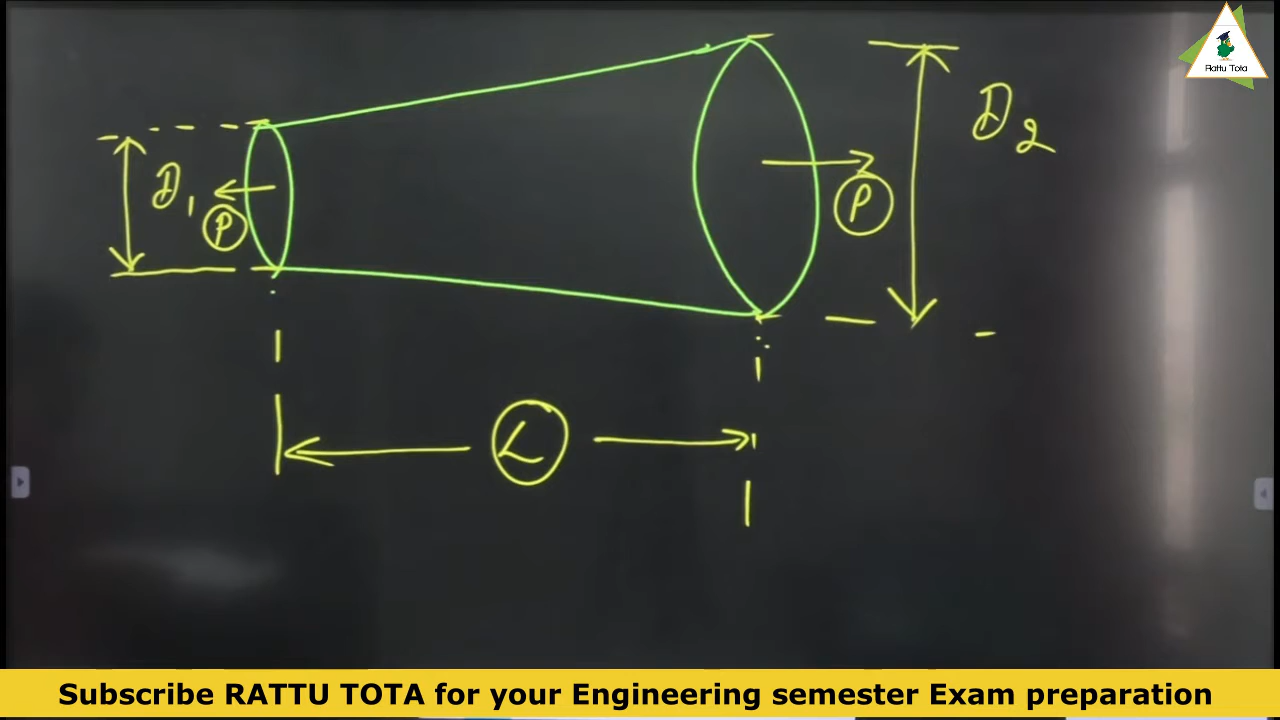 Rattu Tota
D2
D1
P
P
L
Subscribe RATTU TOTA for your Engineering semester Exam preparation